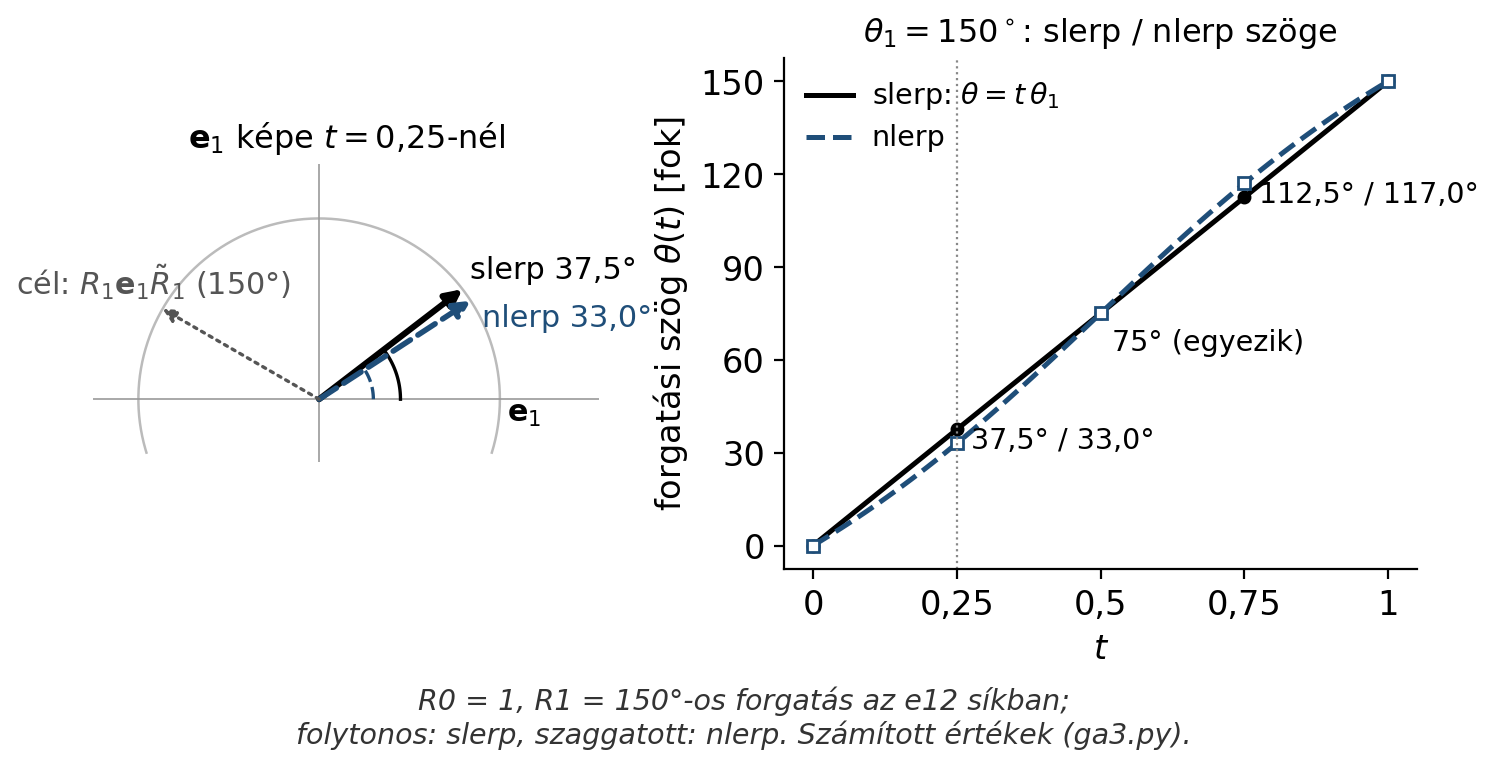 e₁ képe t = 0,25-nél
cél: R₁e₁R̃₁ (150°)
slerp 37,5°
nlerp 33,0°
e₁
θ₁ = 150°: slerp / nlerp szöge
slerp: θ = t θ₁
nlerp
forgatási szög θ(t) [fok]
150
120
90
60
30
0
112,5° / 117,0°
75° (egyezik)
37,5° / 33,0°
0 0,25 0,5 0,75 1
t
R0 = 1, R1 = 150°-os forgatás az e12 síkban;
folytonos: slerp, szaggatott: nlerp. Számított értékek (ga3.py).